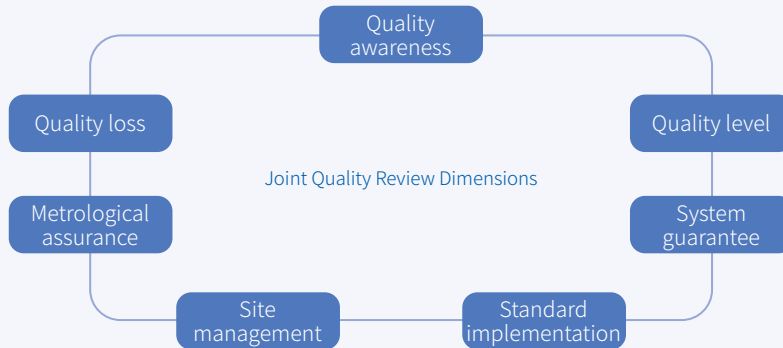 Quality
awareness
Quality loss
Quality level
Joint Quality Review Dimensions
Metrological
assurance
System
guarantee
Site
management
Standard
implementation